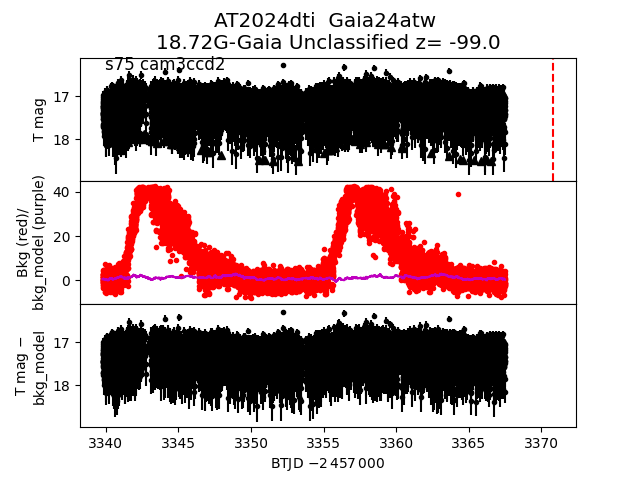 AT2024dti  Gaia24atw
18.72G-Gaia Unclassified z= -99.0
s75 cam3ccd2
T mag
17
18
Bkg (red)/
bkg_model (purple)
40
20
0
T mag −
bkg_model
17
18
3340 3345 3350 3355 3360 3365 3370
BTJD −2 457 000